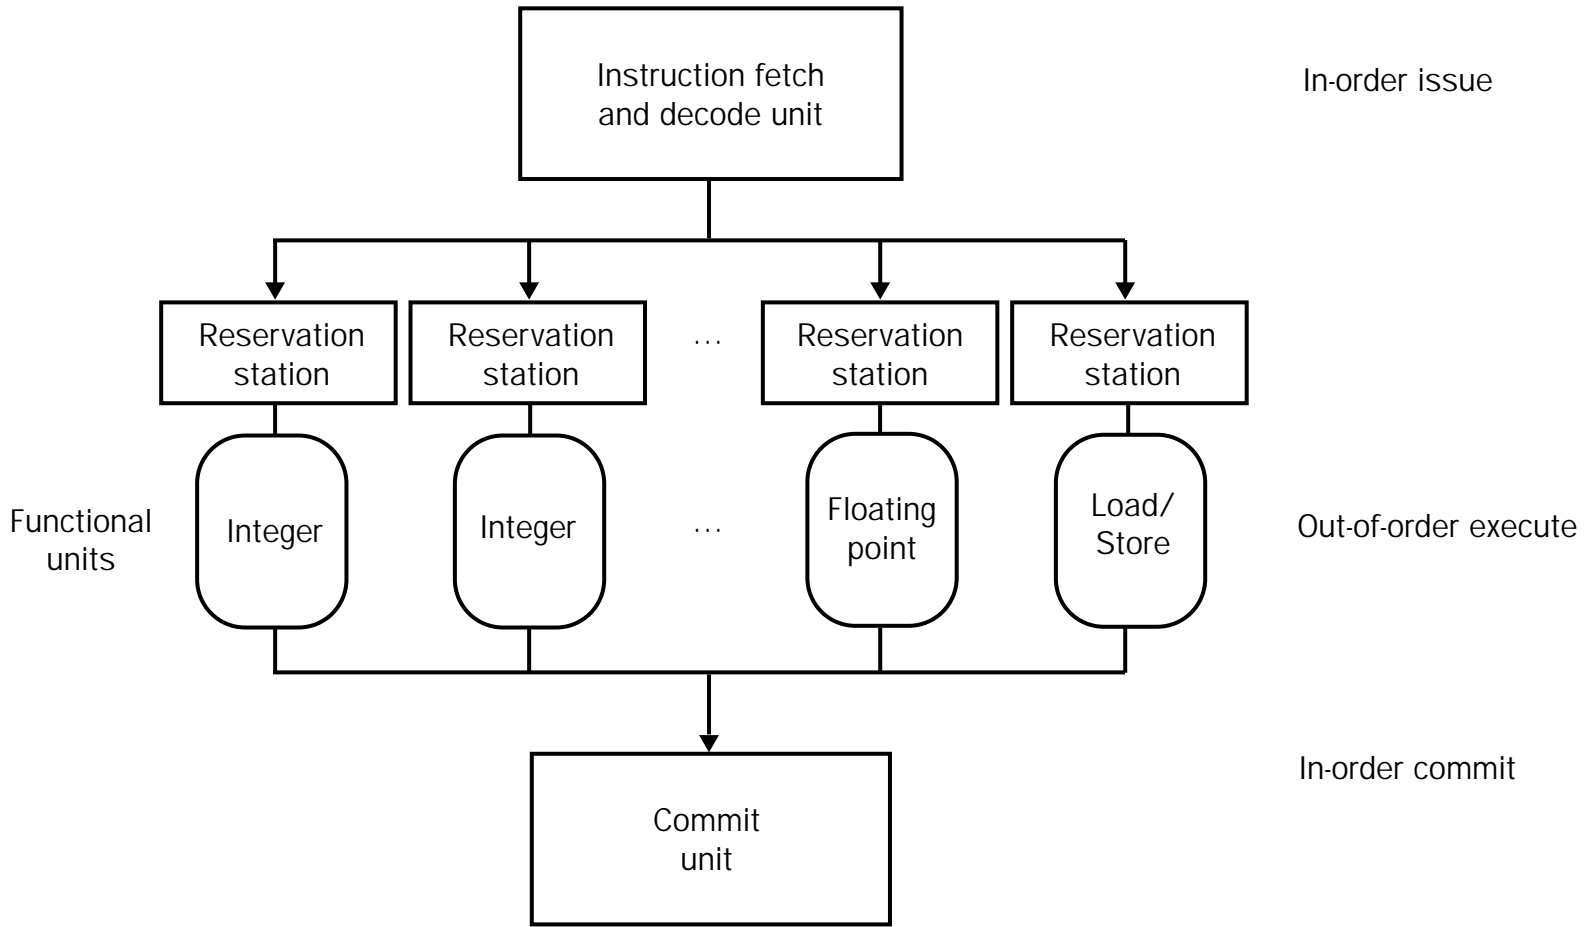 Instruction fetch
and decode unit
In-order issue
Reservation
station
Reservation
station
...
Reservation
station
Reservation
station
Functional
units
Integer
Integer
...
Floating
point
Load/
Store
Out-of-order execute
In-order commit
Commit
unit